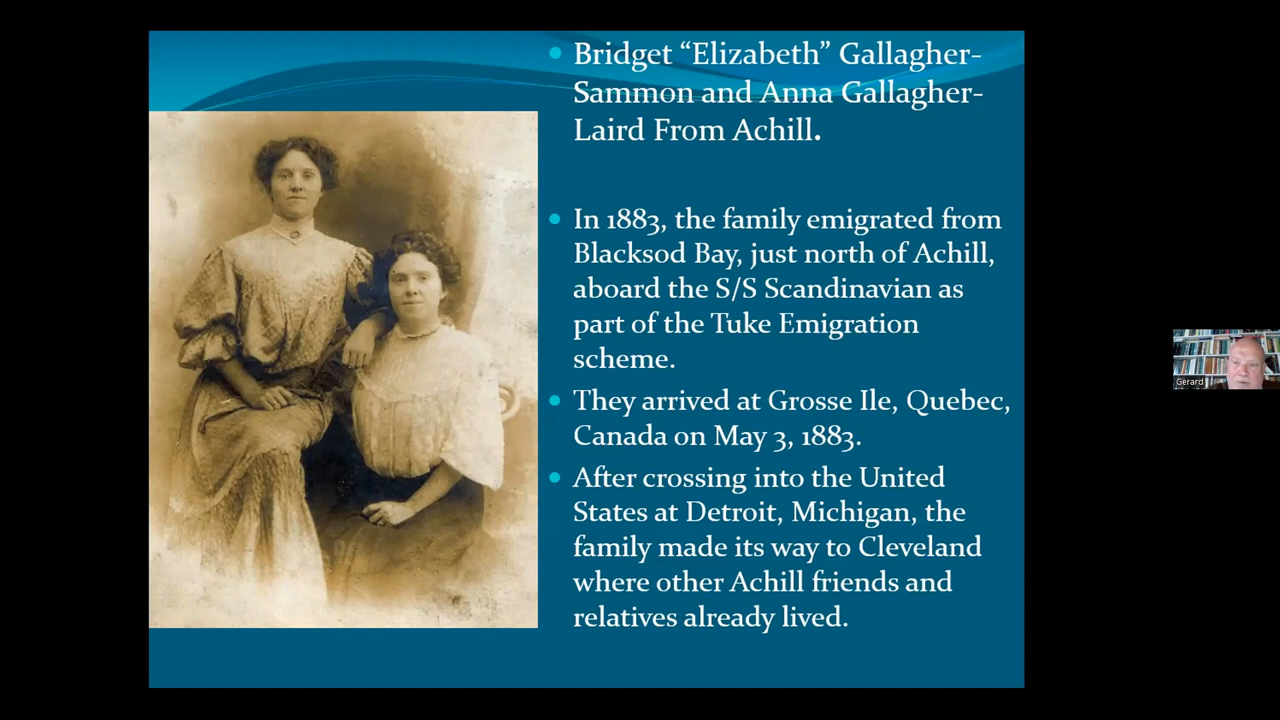 Bridget “Elizabeth” Gallagher-
Sammon and Anna Gallagher-
Laird From Achill.
In 1883, the family emigrated from
Blacksod Bay, just north of Achill,
aboard the S/S Scandinavian as
part of the Tuke Emigration
scheme.
They arrived at Grosse Ile, Quebec,
Canada on May 3, 1883.
After crossing into the United
States at Detroit, Michigan, the
family made its way to Cleveland
where other Achill friends and
relatives already lived.
Gerard